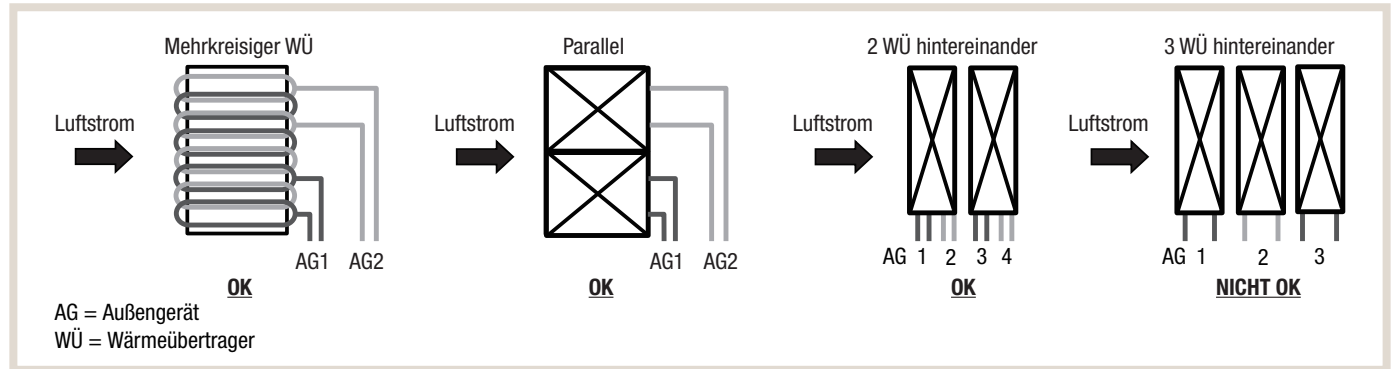 Mehrkreisiger WÜ
Parallel
2 WÜ hintereinander
3 WÜ hintereinander
Luftstrom
Luftstrom
Luftstrom
Luftstrom
AG1 AG2
AG1 AG2
AG 1 2 3 4
AG 1 2 3
OK
OK
OK
NICHT OK
AG = Außengerät
WÜ = Wärmeübertrager